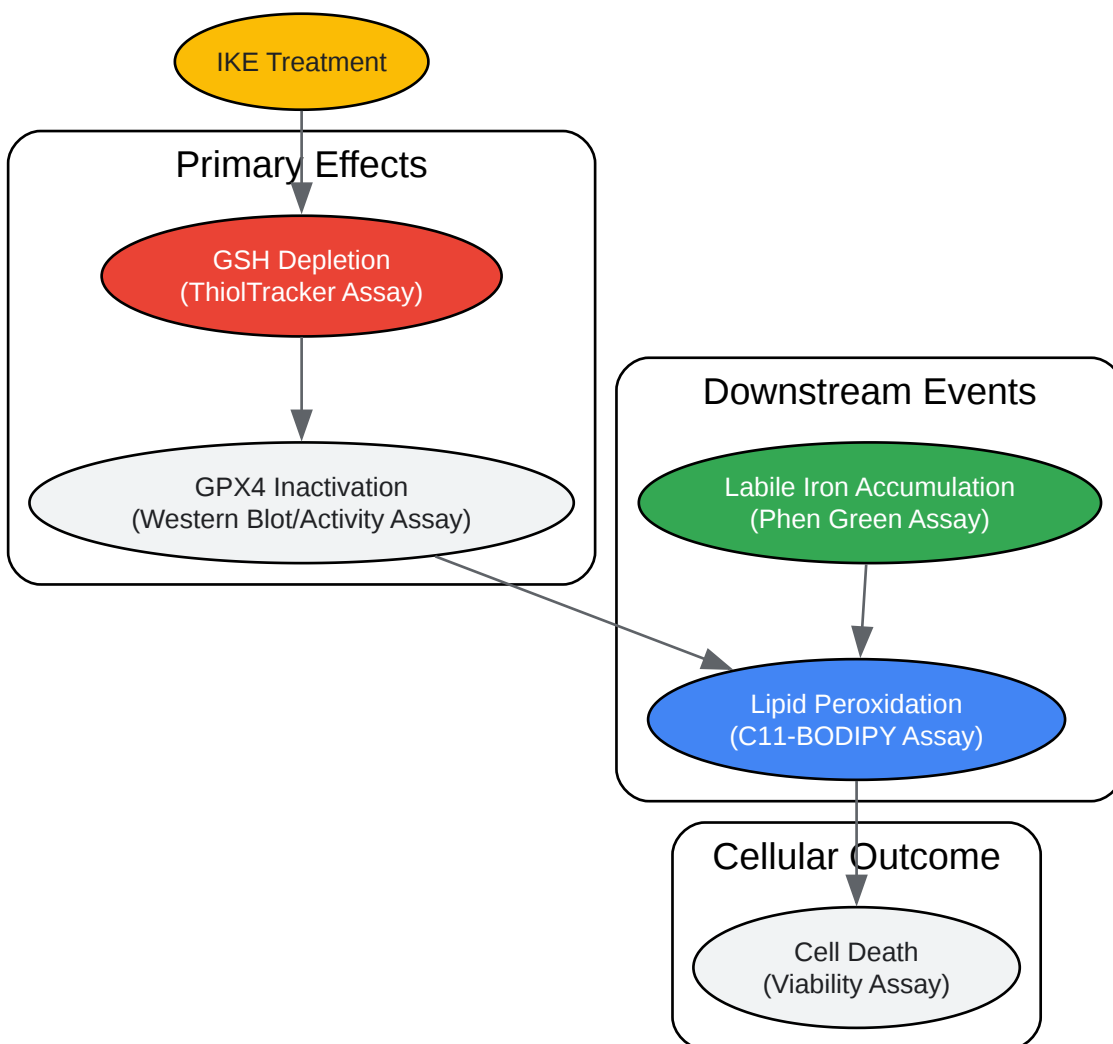 IKE Treatment
Primary Effects
GSH Depletion
(ThiolTracker Assay)
GPX4 Inactivation
(Western Blot/Activity Assay)
Downstream Events
Labile Iron Accumulation
(Phen Green Assay)
Lipid Peroxidation
(C11-BODIPY Assay)
Cellular Outcome
Cell Death
(Viability Assay)